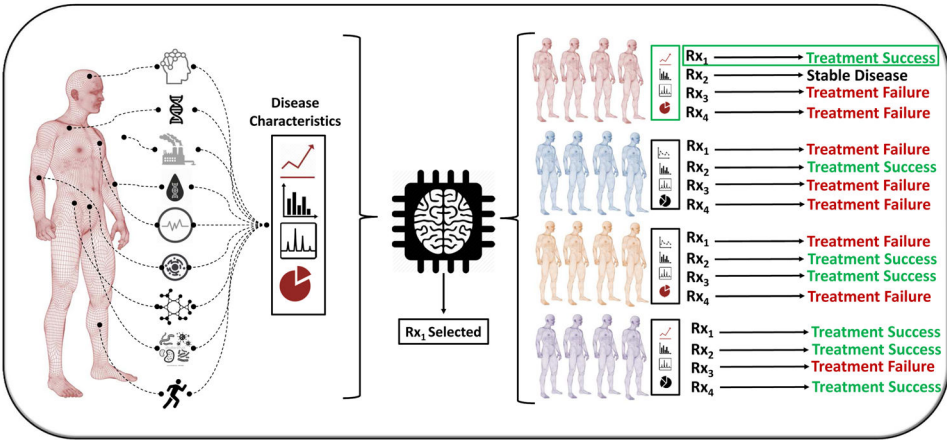 Disease
Characteristics
Rx1 Selected
Rx1 Treatment Success
Rx2 Stable Disease
Rx3 Treatment Failure
Rx4 Treatment Failure
Rx1 Treatment Failure
Rx2 Treatment Success
Rx3 Treatment Failure
Rx4 Treatment Failure
Rx1 Treatment Failure
Rx2 Treatment Success
Rx3 Treatment Success
Rx4 Treatment Failure
Rx1 Treatment Success
Rx2 Treatment Success
Rx3 Treatment Failure
Rx4 Treatment Success